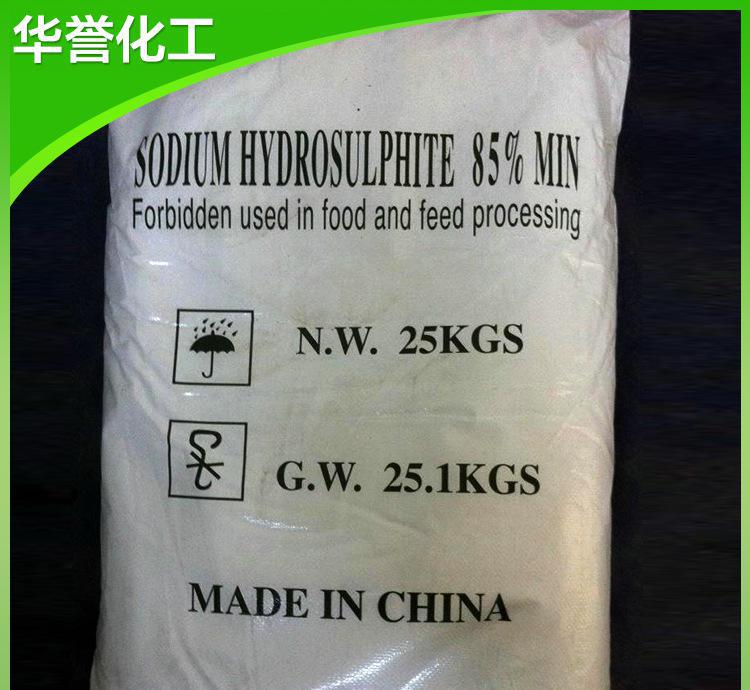 华誉化工
SODIUM HYDROSULPHITE 85% MIN
Forbidden used in food and feed processing
N.W. 25KGS
G.W. 25.1KGS
MADE IN CHINA